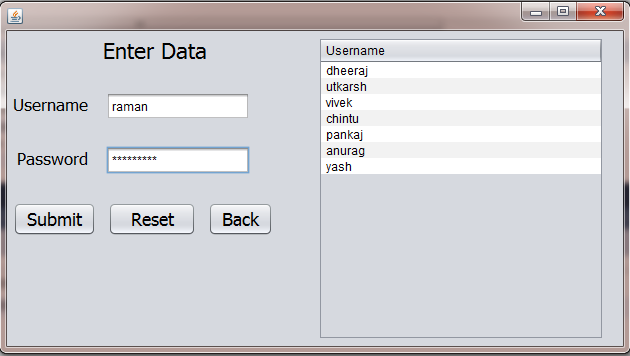 Enter Data
Username
raman
Password
*********
Submit
Reset
Back
Username
dheeraj
utkarsh
vivek
chintu
pankaj
anurag
yash